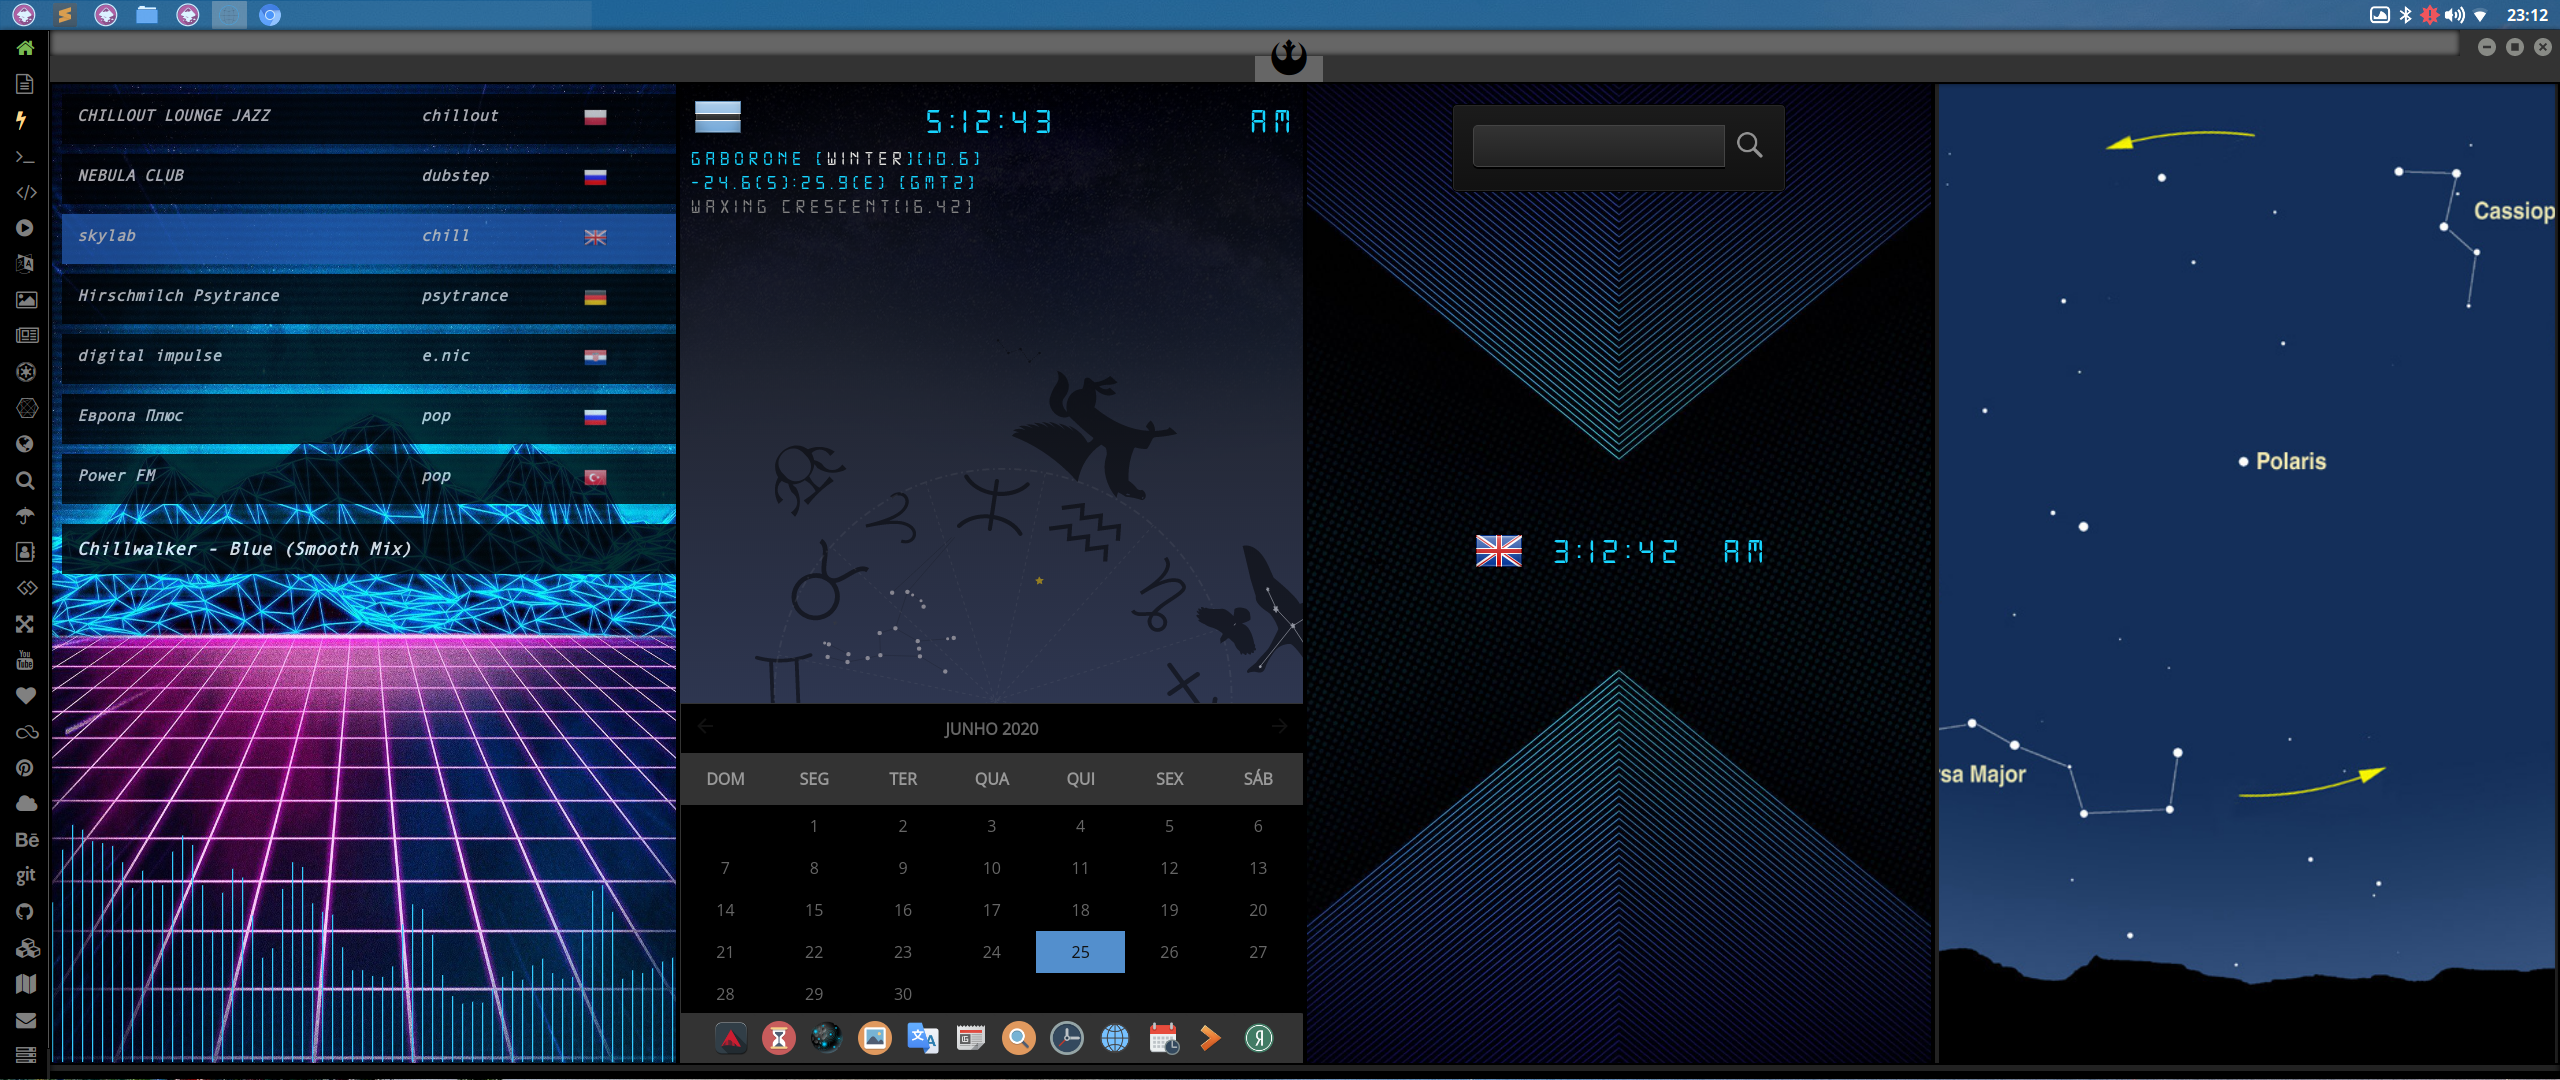 23:12
CHILLOUT LOUNGE JAZZ chillout
NEBULA CLUB dubstep
skylab chill
Hirschmilch Psytrance psytrance
digital impulse e.nic
Европа Плюс pop
Power FM pop
Chillwalker - Blue (Smooth Mix)
You
Tube
Bē
git
5:12:43 AM
GABORONE [WINTER][10.6]
-24.6(S):25.9(E) [GMT2]
WAXING CRESCENT[16.42]
JUNHO 2020
DOM SEG TER QUA QUI SEX SÁB
1 2 3 4 5 6
7 8 9 10 11 12 13
14 15 16 17 18 19 20
21 22 23 24 25 26 27
28 29 30
3:12:42 AM
Cassiop
Polaris
rsa Major